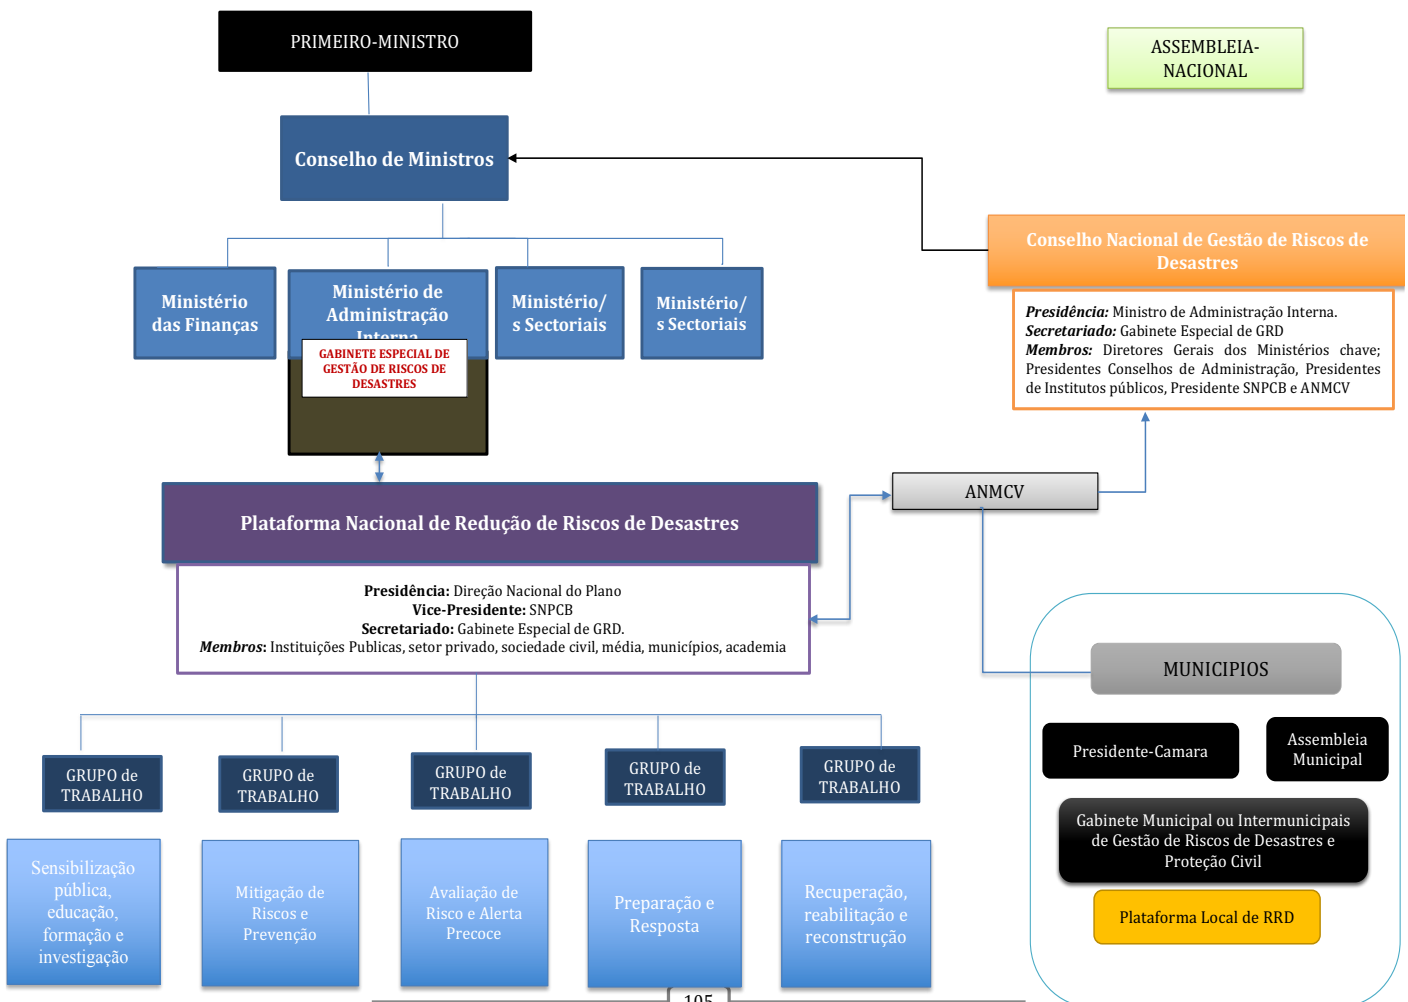 PRIMEIRO-MINISTRO
ASSEMBLEIA-
NACIONAL
Conselho de Ministros
Conselho Nacional de Gestão de Riscos de
Desastres
Presidência: Ministro de Administração Interna.
Secretariado: Gabinete Especial de GRD
Membros: Diretores Gerais dos Ministérios chave;
Presidentes Conselhos de Administração, Presidentes
de Institutos públicos, Presidente SNPCB e ANMCV
Ministério
das Finanças
Ministério de
Administração
Interna
GABINETE ESPECIAL DE
GESTÃO DE RISCOS DE
DESASTRES
Ministério/
s Sectoriais
Ministério/
s Sectoriais
ANMCV
Plataforma Nacional de Redução de Riscos de Desastres
Presidência: Direção Nacional do Plano
Vice-Presidente: SNPCB
Secretariado: Gabinete Especial de GRD.
Membros: Instituições Publicas, setor privado, sociedade civil, média, municípios, academia
MUNICIPIOS
Presidente-Camara
Assembleia
Municipal
Gabinete Municipal ou Intermunicipais
de Gestão de Riscos de Desastres e
Proteção Civil
Plataforma Local de RRD
GRUPO de
TRABALHO
GRUPO de
TRABALHO
GRUPO de
TRABALHO
GRUPO de
TRABALHO
GRUPO de
TRABALHO
Sensibilização
pública,
educação,
formação e
investigação
Mitigação de
Riscos e
Prevenção
Avaliação de
Risco e Alerta
Precoce
Preparação e
Resposta
Recuperação,
reabilitação e
reconstrução
105